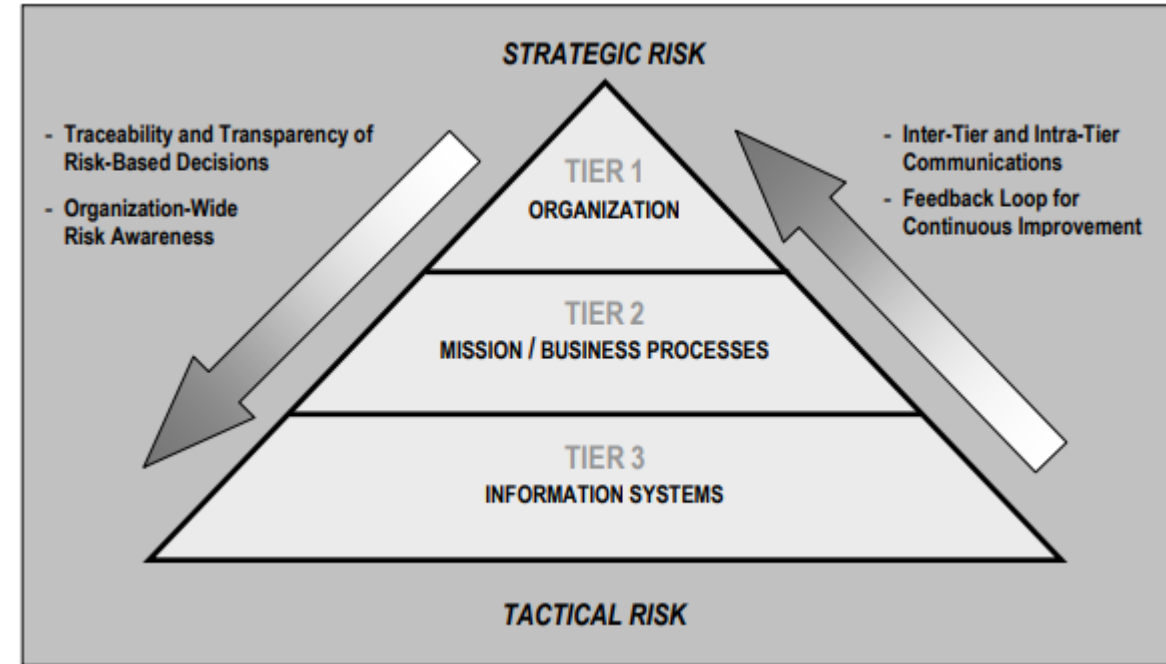 STRATEGIC RISK
- Traceability and Transparency of
Risk-Based Decisions
- Organization-Wide
Risk Awareness
- Inter-Tier and Intra-Tier
Communications
- Feedback Loop for
Continuous Improvement
TIER 1
ORGANIZATION
TIER 2
MISSION / BUSINESS PROCESSES
TIER 3
INFORMATION SYSTEMS
TACTICAL RISK